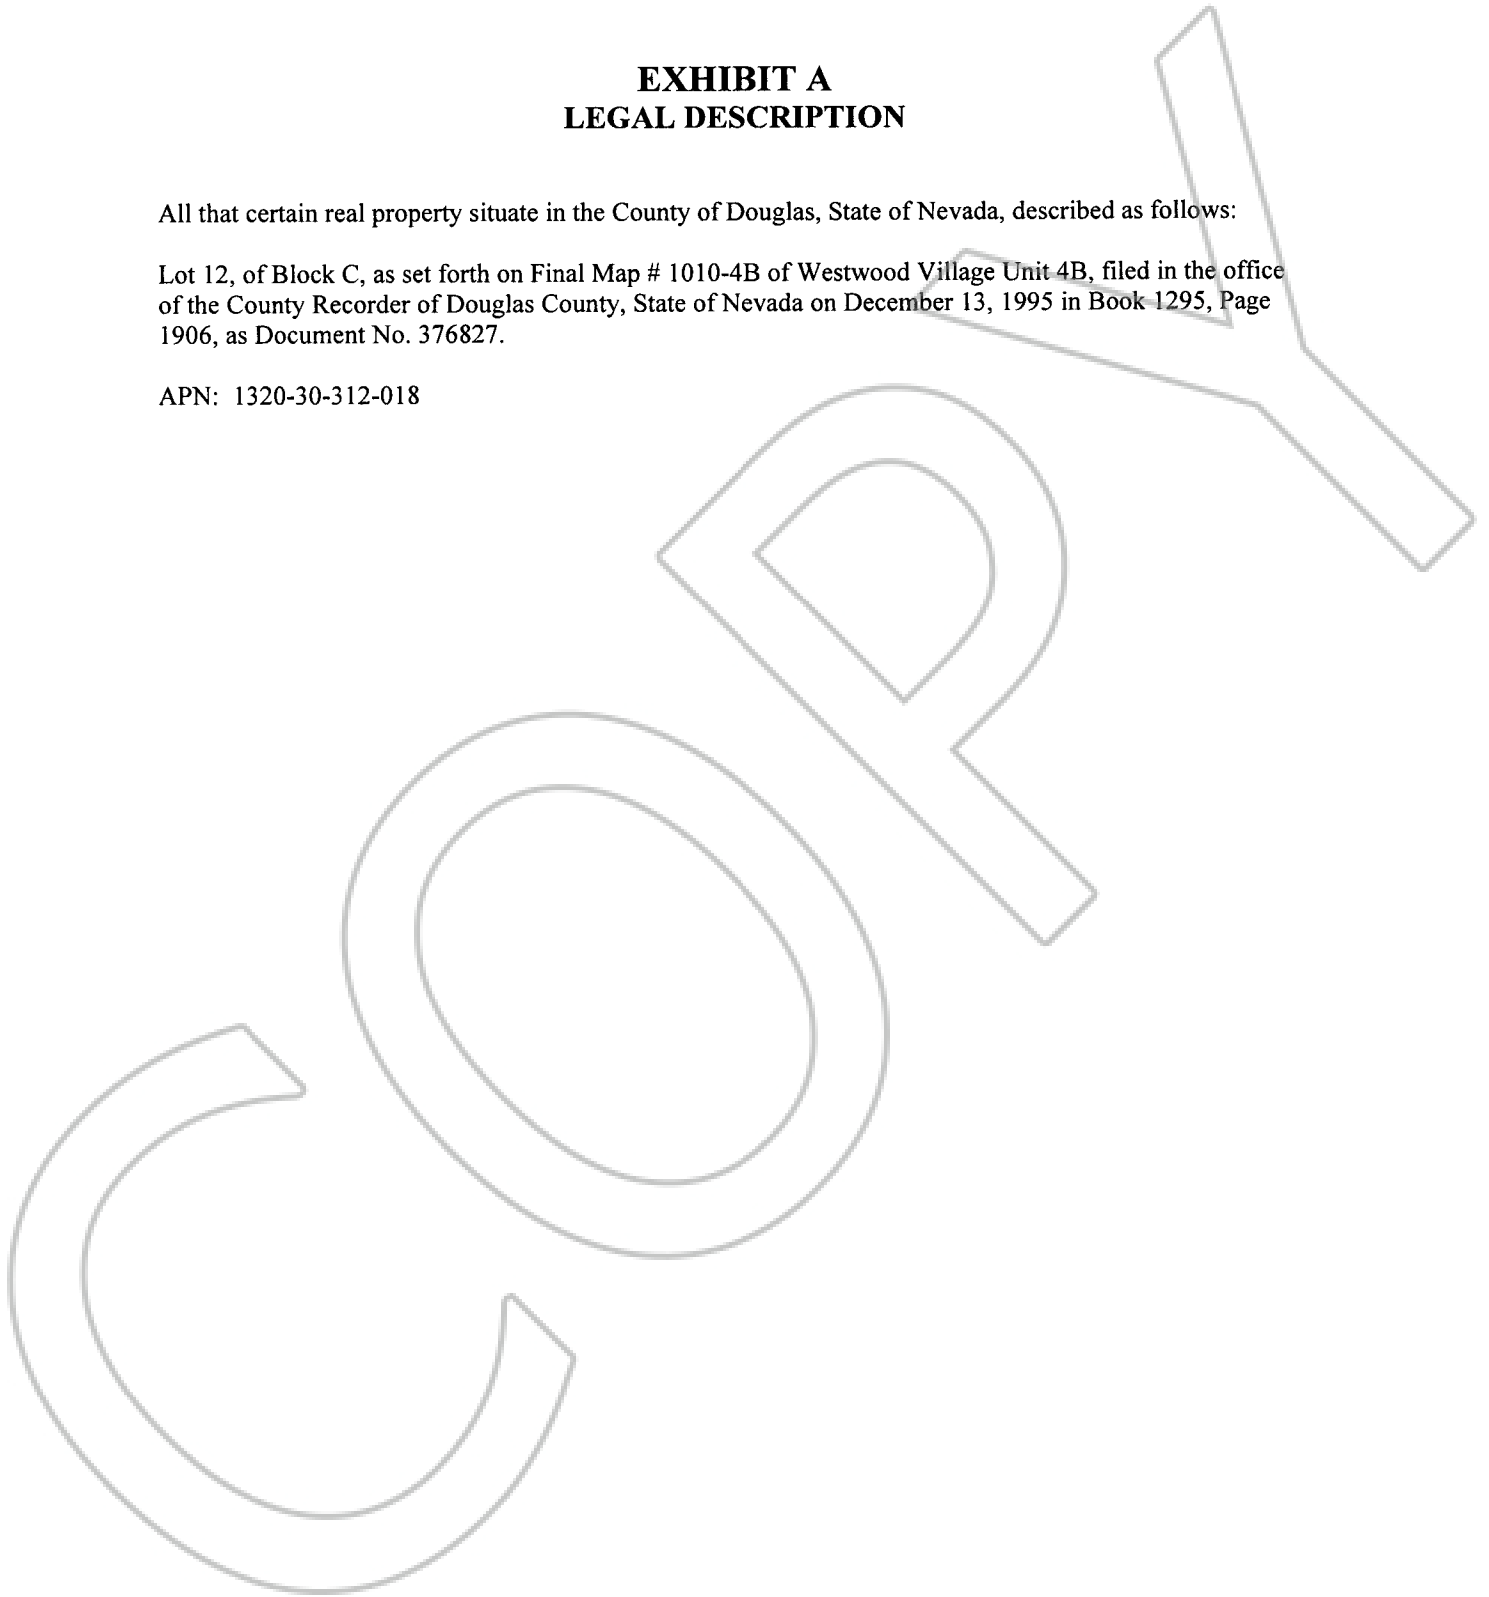 EXHIBIT A
LEGAL DESCRIPTION
All that certain real property situate in the County of Douglas, State of Nevada, described as follows:
Lot 12, of Block C, as set forth on Final Map # 1010-4B of Westwood Village Unit 4B, filed in the office
of the County Recorder of Douglas County, State of Nevada on December 13, 1995 in Book 1295, Page
1906, as Document No. 376827.
APN: 1320-30-312-018
COPY